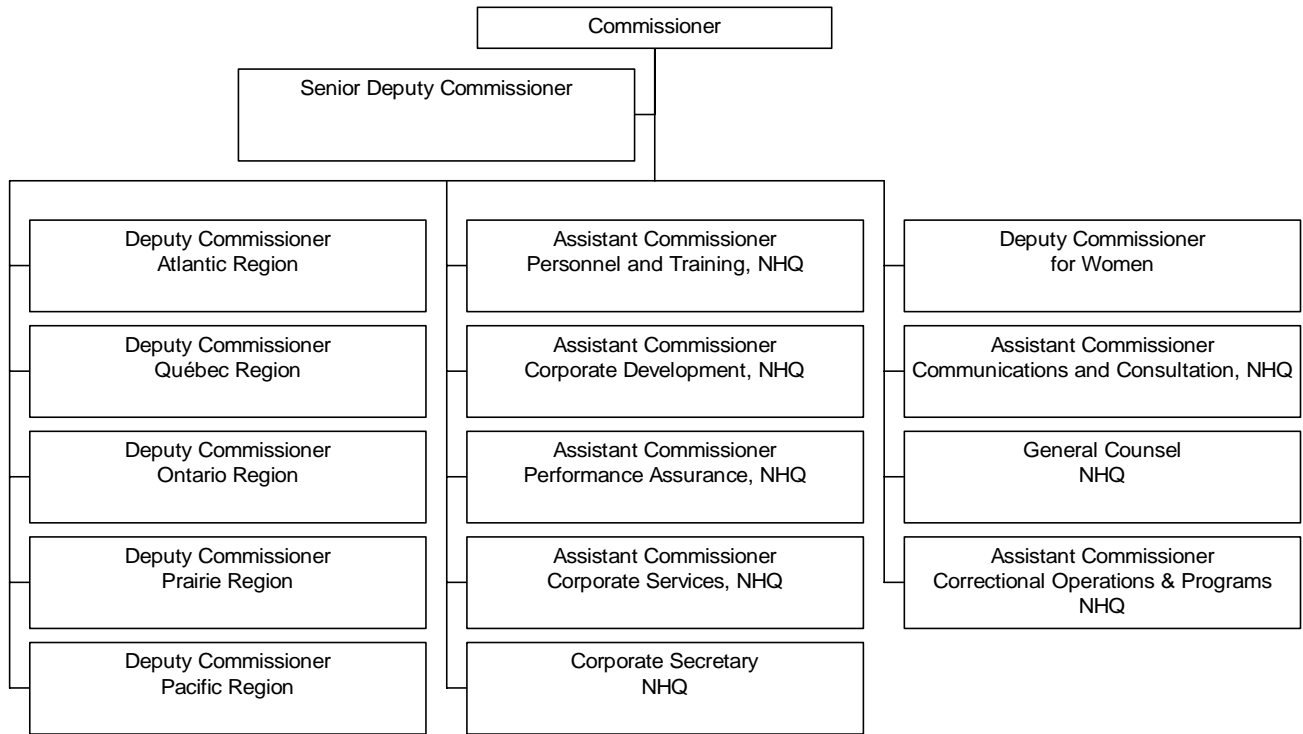 Commissioner
Senior Deputy Commissioner
Deputy Commissioner
Atlantic Region
Deputy Commissioner
Québec Region
Deputy Commissioner
Ontario Region
Deputy Commissioner
Prairie Region
Deputy Commissioner
Pacific Region
Assistant Commissioner
Personnel and Training, NHQ
Assistant Commissioner
Corporate Development, NHQ
Assistant Commissioner
Performance Assurance, NHQ
Assistant Commissioner
Corporate Services, NHQ
Corporate Secretary
NHQ
Deputy Commissioner
for Women
Assistant Commissioner
Communications and Consultation, NHQ
General Counsel
NHQ
Assistant Commissioner
Correctional Operations & Programs
NHQ